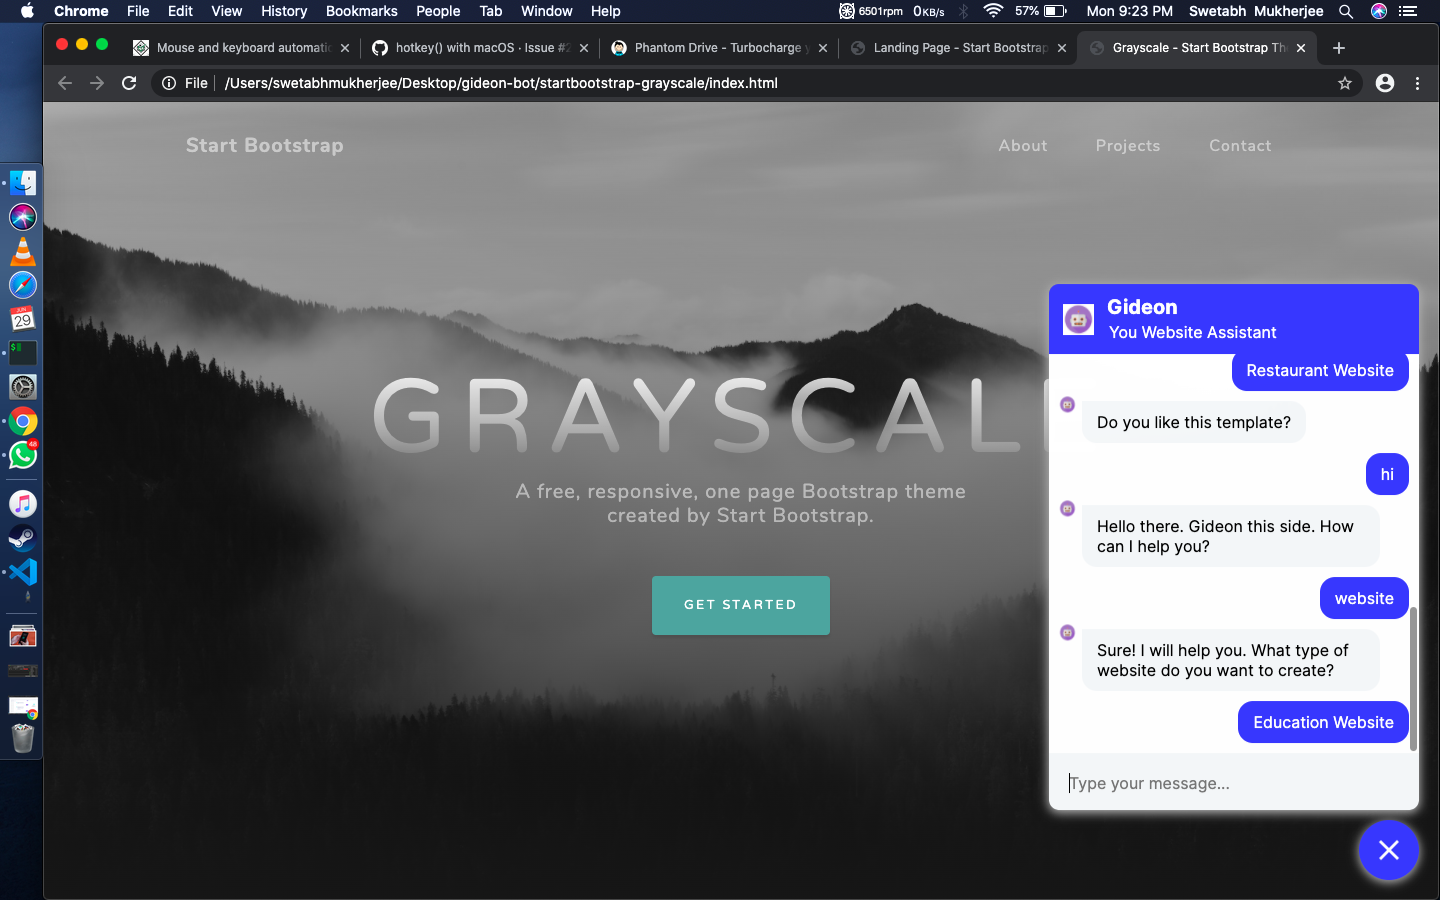 Chrome File Edit View History Bookmarks People Tab Window Help 6501rpm 0KB/s 57% Mon 9:23 PM Swetabh Mukherjee
Mouse and keyboard automatic hotkey() with macOS · Issue #2 Phantom Drive - Turbocharge y Landing Page - Start Bootstrap Grayscale - Start Bootstrap Th
File /Users/swetabhmukherjee/Desktop/gideon-bot/startbootstrap-grayscale/index.html
Start Bootstrap About Projects Contact
JUN
29
$
48
GRAYSCAL
A free, responsive, one page Bootstrap theme
created by Start Bootstrap.
GET STARTED
Gideon
You Website Assistant
Restaurant Website
Do you like this template?
hi
Hello there. Gideon this side. How
can I help you?
website
Sure! I will help you. What type of
website do you want to create?
Education Website
Type your message...